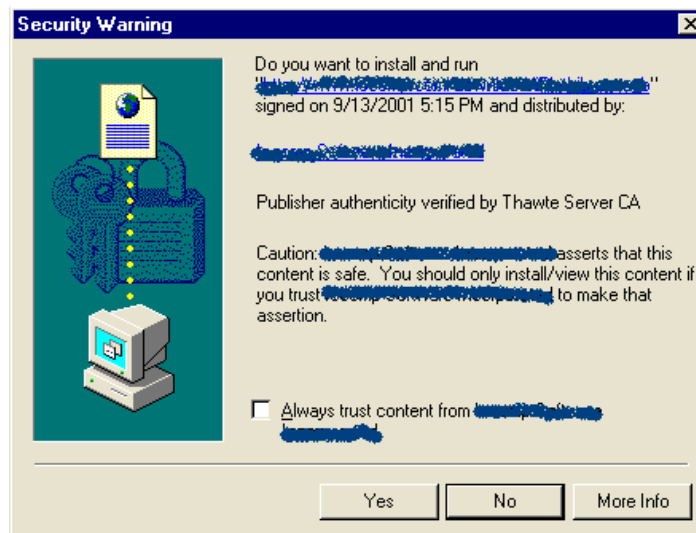 Security Warning
Do you want to install and run
signed on 9/13/2001 5:15 PM and distributed by:
Publisher authenticity verified by Thawte Server CA
Caution: asserts that this
content is safe. You should only install/view this content if
you trust to make that
assertion.
Always trust content from
Yes No More Info